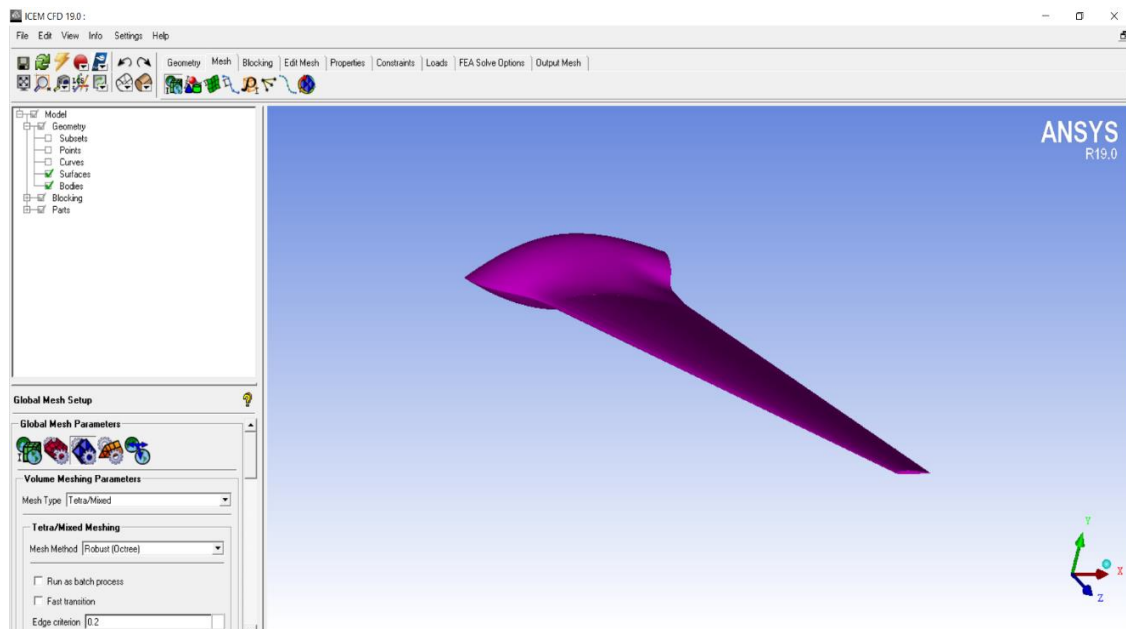 ICEM CFD 19.0 :
File Edit View Info Settings Help
Geometry Mesh Blocking Edit Mesh Properties Constraints Loads FEA Solve Options Output Mesh
Model
Geometry
Subsets
Points
Curves
Surfaces
Bodies
Blocking
Parts
ANSYS
R19.0
Global Mesh Setup
Global Mesh Parameters
Volume Meshing Parameters
Mesh Type Tetra/Mixed
Tetra/Mixed Meshing
Mesh Method Robust (Octree)
Run as batch process
Fast transition
Edge criterion 0.2
Y
X
Z